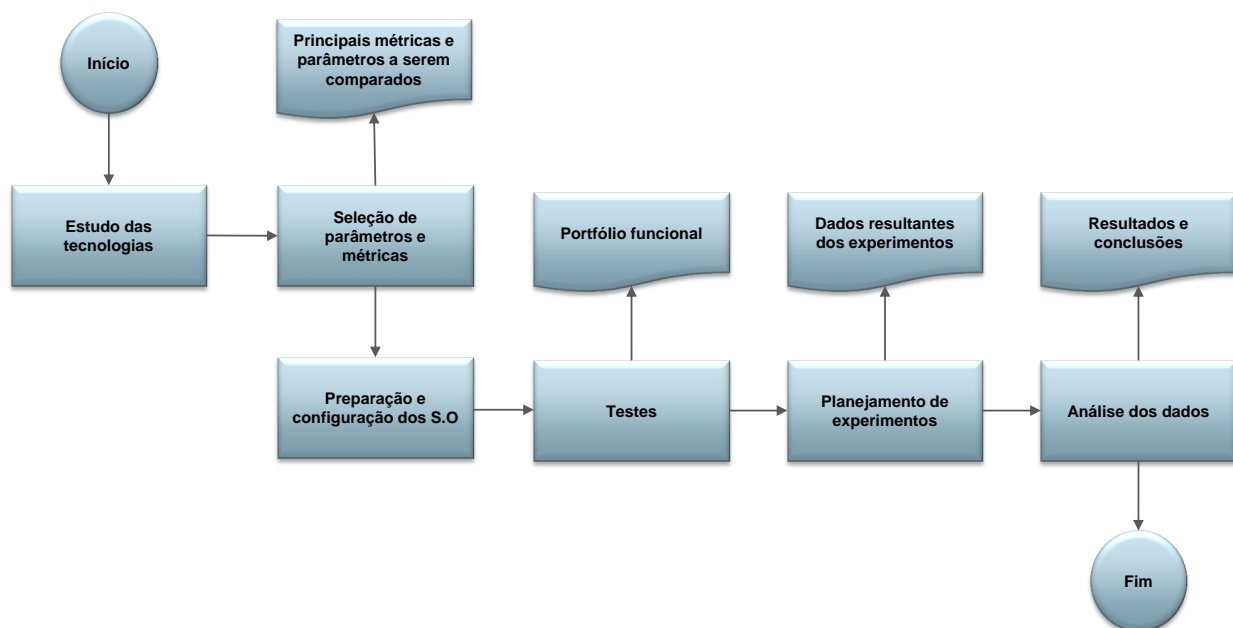 Início
Principais métricas e
parâmetros a serem
comparados
Estudo das
tecnologias
Seleção de
parâmetros e
métricas
Portfólio funcional
Dados resultantes
dos experimentos
Resultados e
conclusões
Preparação e
configuração dos S.O
Testes
Planejamento de
experimentos
Análise dos dados
Fim